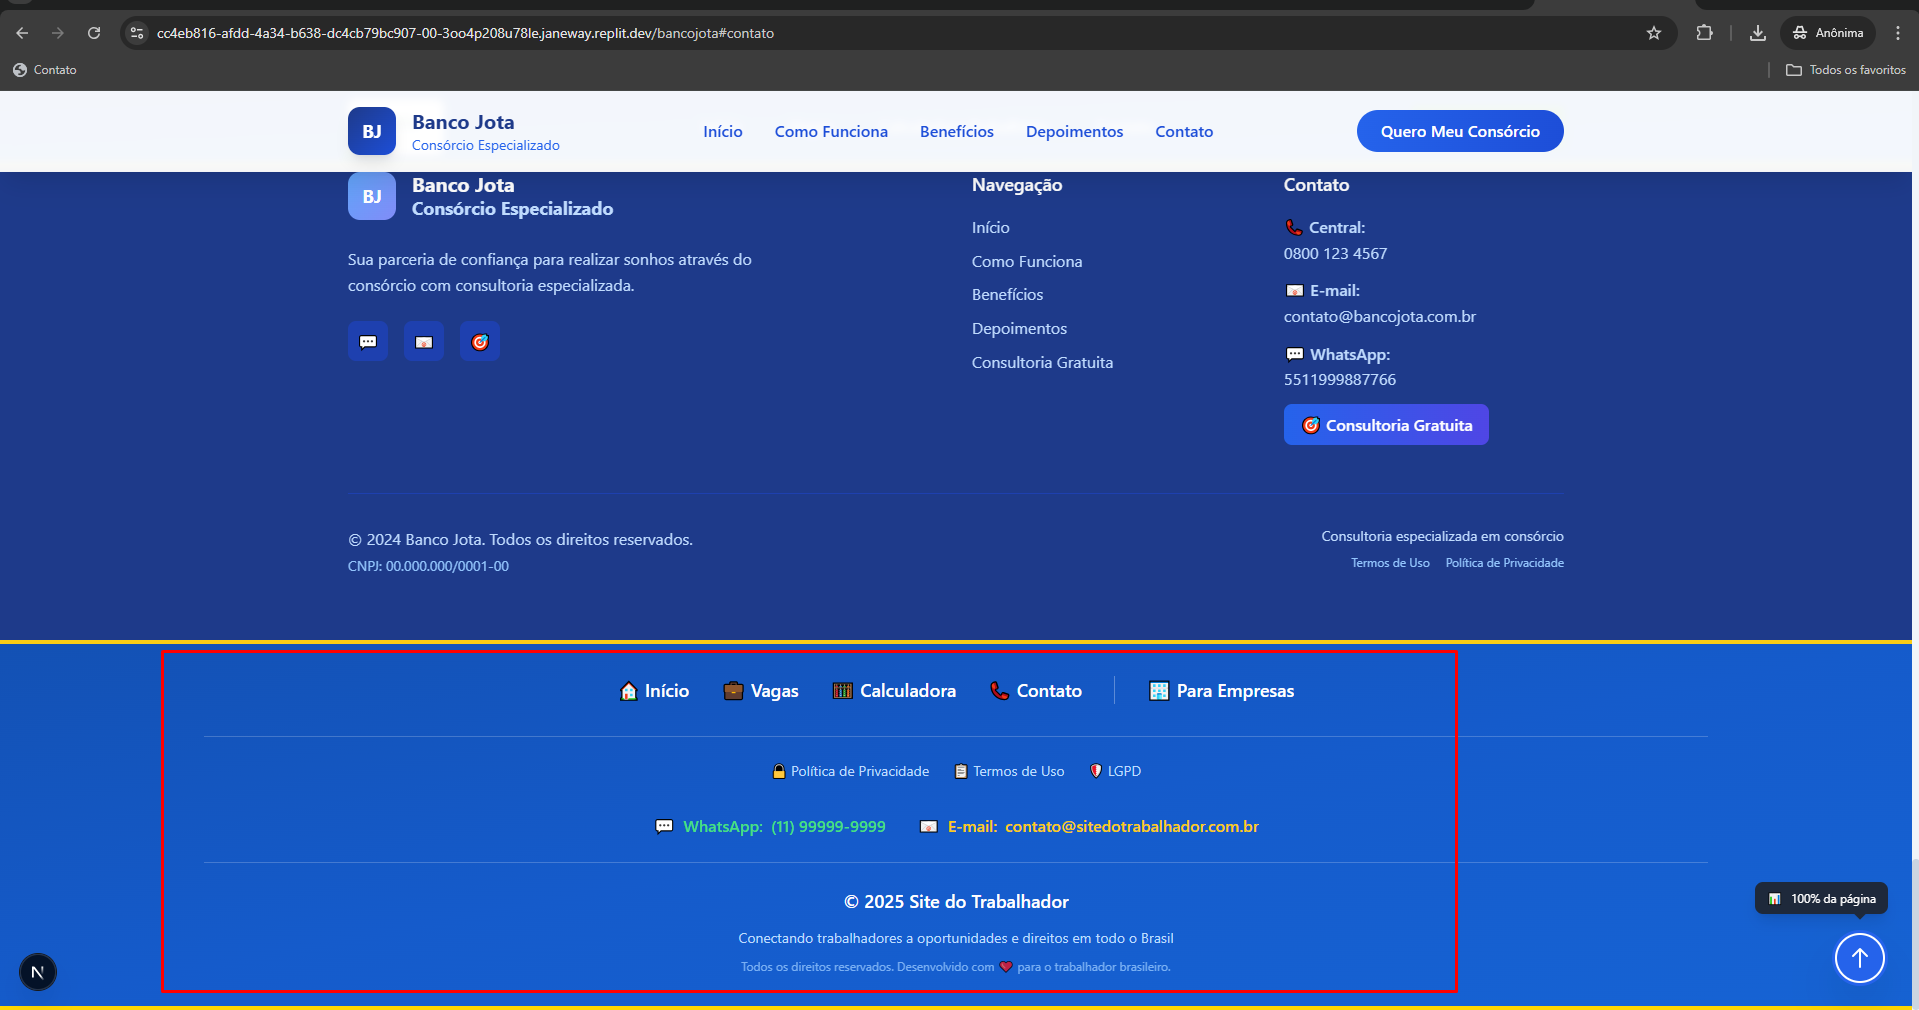 cc4eb816-afdd-4a34-b638-dc4cb79bc907-00-3oo4p208u78le.janeway.replit.dev/bancojota#contato
Anônima
Contato
Todos os favoritos
BJ
Banco Jota
Consórcio Especializado
Início
Como Funciona
Benefícios
Depoimentos
Contato
Quero Meu Consórcio
BJ
Banco Jota
Consórcio Especializado
Sua parceria de confiança para realizar sonhos através do
consórcio com consultoria especializada.
Navegação
Início
Como Funciona
Benefícios
Depoimentos
Consultoria Gratuita
Contato
📞 Central:
0800 123 4567
E-mail:
contato@bancojota.com.br
💬 WhatsApp:
5511999887766
🎯 Consultoria Gratuita
© 2024 Banco Jota. Todos os direitos reservados.
CNPJ: 00.000.000/0001-00
Consultoria especializada em consórcio
Termos de Uso Política de Privacidade
Início
Vagas
Calculadora
Contato
Para Empresas
Política de Privacidade
Termos de Uso
LGPD
WhatsApp: (11) 99999-9999
E-mail: contato@sitedotrabalhador.com.br
© 2025 Site do Trabalhador
Conectando trabalhadores a oportunidades e direitos em todo o Brasil
Todos os direitos reservados. Desenvolvido com ❤️ para o trabalhador brasileiro.
100% da página
N